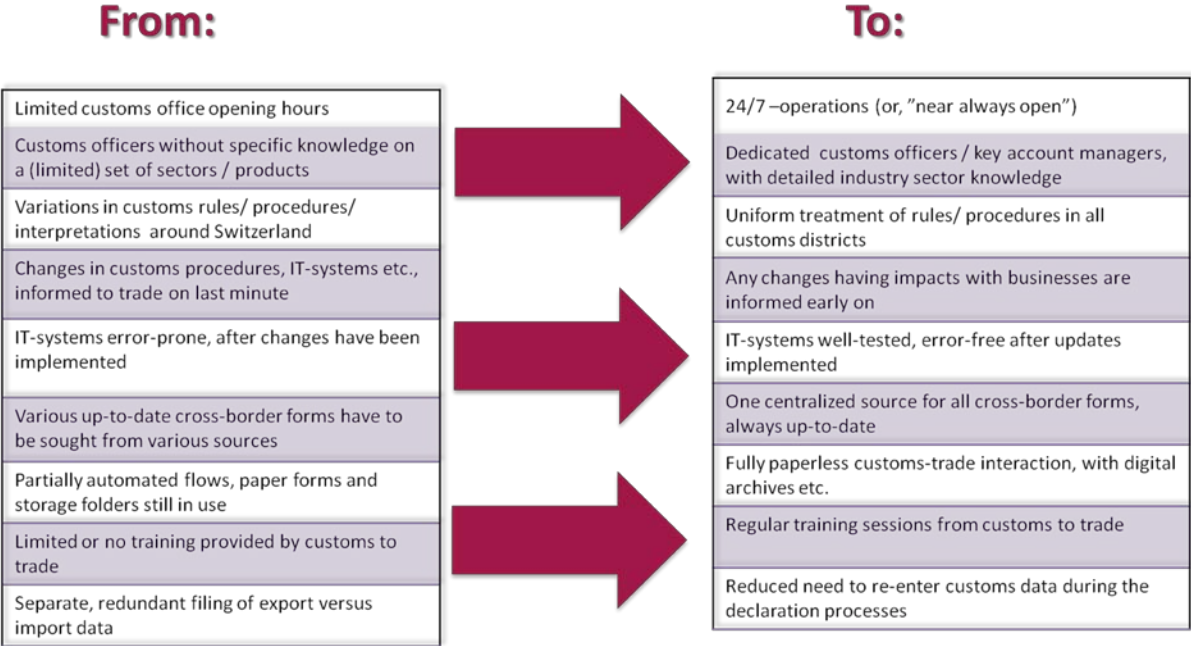 From:
To:
Limited customs office opening hours
Customs officers without specific knowledge on
a (limited) set of sectors / products
Variations in customs rules/ procedures/
interpretations around Switzerland
Changes in customs procedures, IT-systems etc.,
informed to trade on last minute
IT-systems error-prone, after changes have been
implemented
Various up-to-date cross-border forms have to
be sought from various sources
Partially automated flows, paper forms and
storage folders still in use
Limited or no training provided by customs to
trade
Separate, redundant filing of export versus
import data
24/7 –operations (or, ”near always open”)
Dedicated customs officers / key account managers,
with detailed industry sector knowledge
Uniform treatment of rules/ procedures in all
customs districts
Any changes having impacts with businesses are
informed early on
IT-systems well-tested, error-free after updates
implemented
One centralized source for all cross-border forms,
always up-to-date
Fully paperless customs-trade interaction, with digital
archives etc.
Regular training sessions from customs to trade
Reduced need to re-enter customs data during the
declaration processes